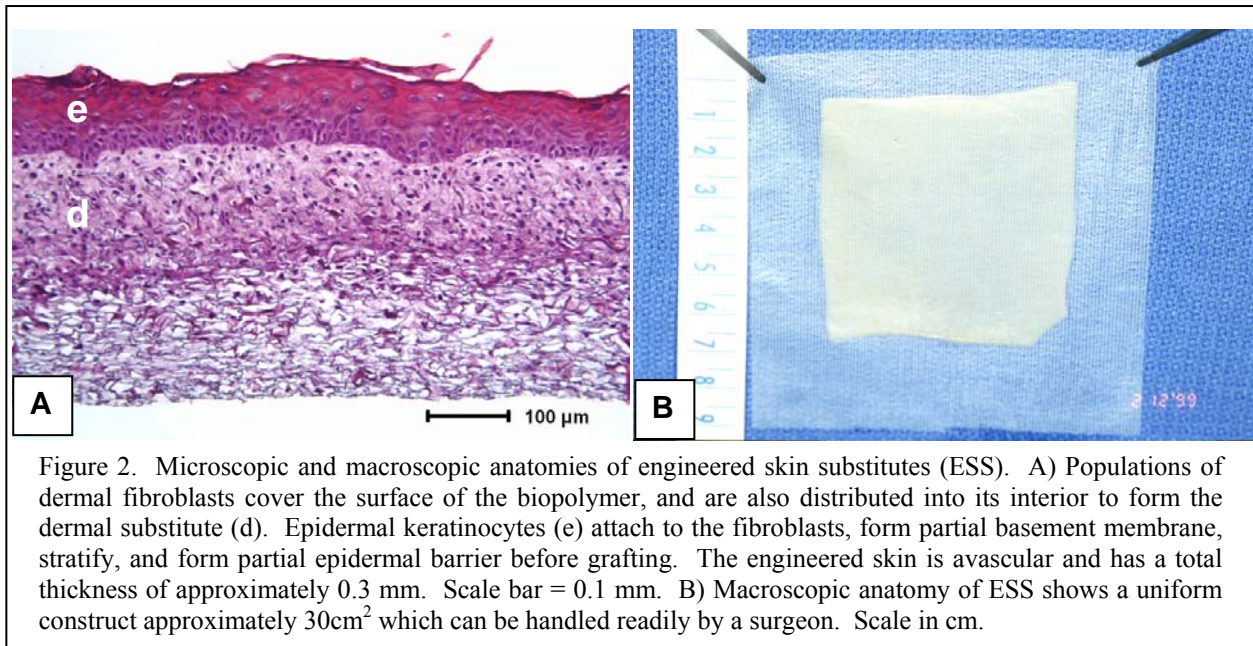 e
d
A
100 µm
1
2
3
4
5
6
7
8
9
B
2 12'99
Figure 2.  Microscopic and macroscopic anatomies of engineered skin substitutes (ESS).  A) Populations of
dermal fibroblasts cover the surface of the biopolymer, and are also distributed into its interior to form the
dermal substitute (d).  Epidermal keratinocytes (e) attach to the fibroblasts, form partial basement membrane,
stratify, and form partial epidermal barrier before grafting.  The engineered skin is avascular and has a total
thickness of approximately 0.3 mm.  Scale bar = 0.1 mm.  B) Macroscopic anatomy of ESS shows a uniform
construct approximately 30cm² which can be handled readily by a surgeon.  Scale in cm.